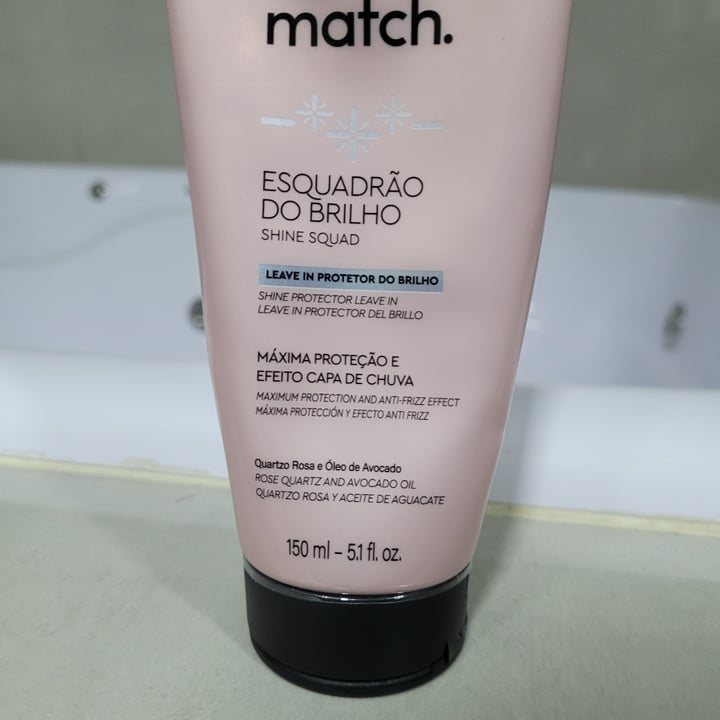 match.
ESQUADRÃO
DO BRILHO
SHINE SQUAD
LEAVE IN PROTETOR DO BRILHO
SHINE PROTECTOR LEAVE IN
LEAVE IN PROTECTOR DEL BRILLO
MÁXIMA PROTEÇÃO E
EFEITO CAPA DE CHUVA
MAXIMUM PROTECTION AND ANTI-FRIZZ EFFECT
MÁXIMA PROTECCIÓN Y EFECTO ANTI FRIZZ
Quartzo Rosa e Óleo de Avocado
ROSE QUARTZ AND AVOCADO OIL
QUARTZO ROSA Y ACEITE DE AGUACATE
150 ml – 5.1 fl. oz.